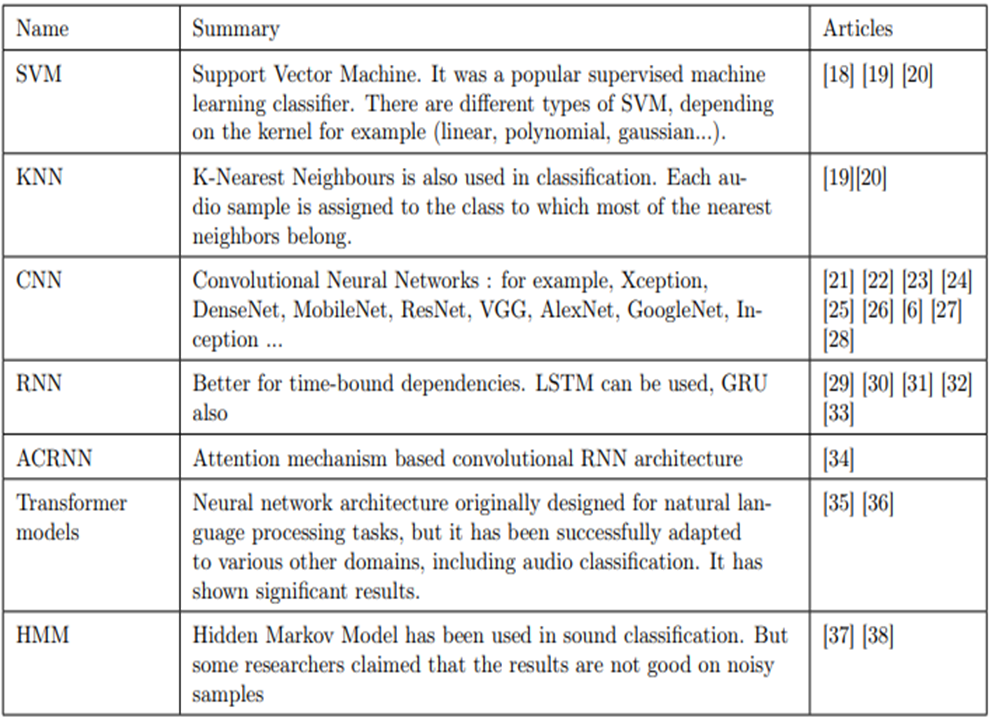 Name Summary Articles
SVM Support Vector Machine. It was a popular supervised machine [18] [19] [20]
learning classifier. There are different types of SVM, depending
on the kernel for example (linear, polynomial, gaussian...).
KNN K-Nearest Neighbours is also used in classification. Each au- [19][20]
dio sample is assigned to the class to which most of the nearest
neighbors belong.
CNN Convolutional Neural Networks : for example, Xception, [21] [22] [23] [24]
DenseNet, MobileNet, ResNet, VGG, AlexNet, GoogleNet, In- [25] [26] [6] [27]
ception ... [28]
RNN Better for time-bound dependencies. LSTM can be used, GRU [29] [30] [31] [32]
also [33]
ACRNN Attention mechanism based convolutional RNN architecture [34]
Transformer Neural network architecture originally designed for natural lan- [35] [36]
models guage processing tasks, but it has been successfully adapted
to various other domains, including audio classification. It has
shown significant results.
HMM Hidden Markov Model has been used in sound classification. But [37] [38]
some researchers claimed that the results are not good on noisy
samples